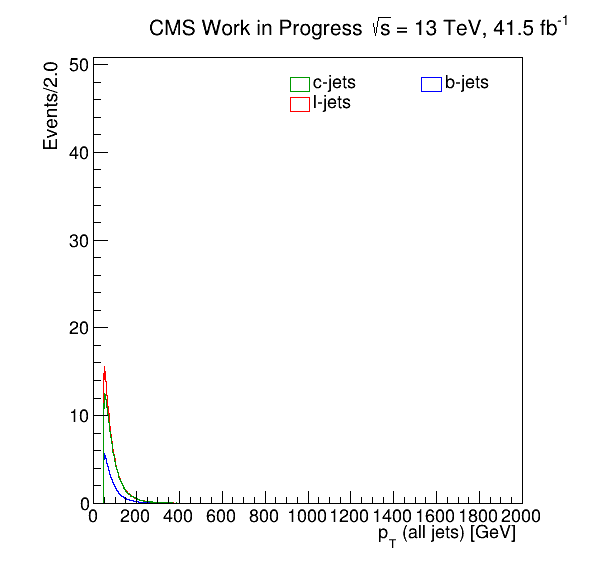 CMS Work in Progress √s = 13 TeV, 41.5 fb⁻¹
Events/2.0
50
40
30
20
10
0
c-jets
b-jets
l-jets
0 200 400 600 800 1000 1200 1400 1600 1800 2000
p_T (all jets) [GeV]